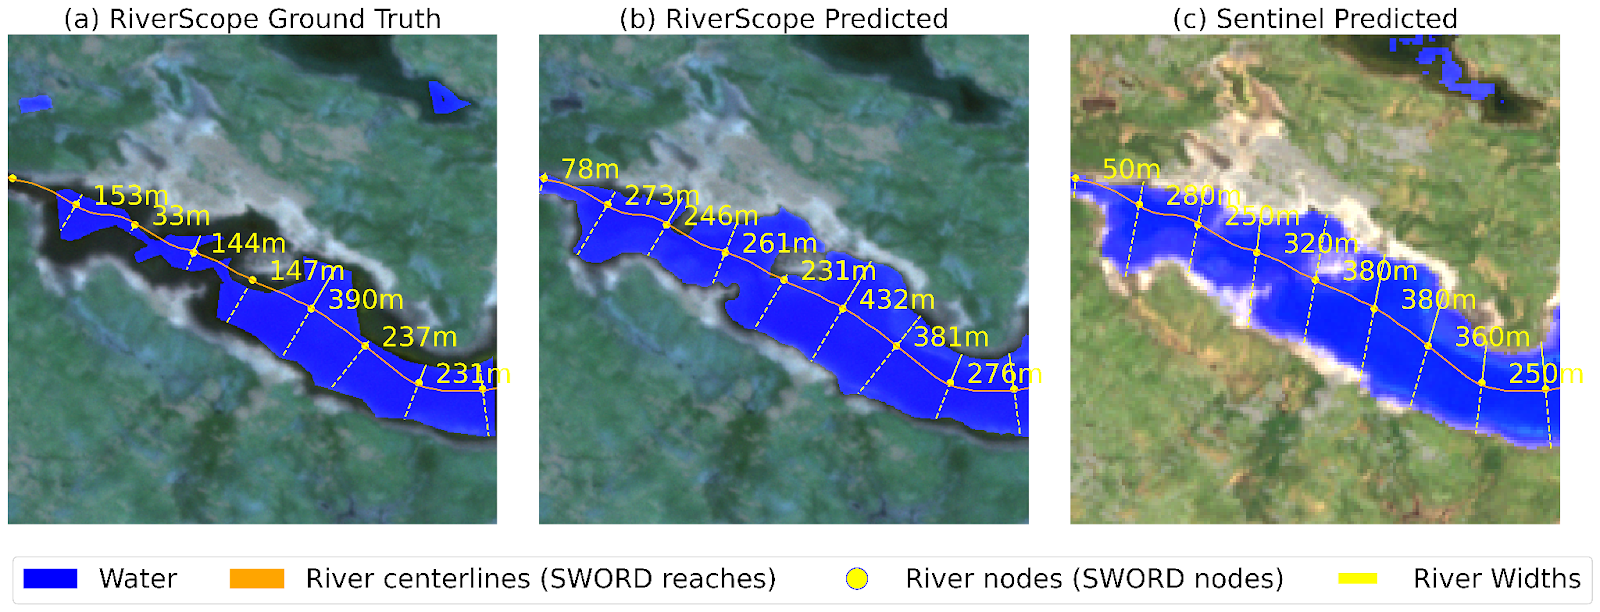 (a) RiverScope Ground Truth
153m
33m
144m
147m
390m
237m
231m
(b) RiverScope Predicted
78m
273m
246m
261m
231m
432m
381m
276m
(c) Sentinel Predicted
50m
280m
250m
320m
380m
380m
360m
250m
Water
River centerlines (SWORD reaches)
River nodes (SWORD nodes)
River Widths